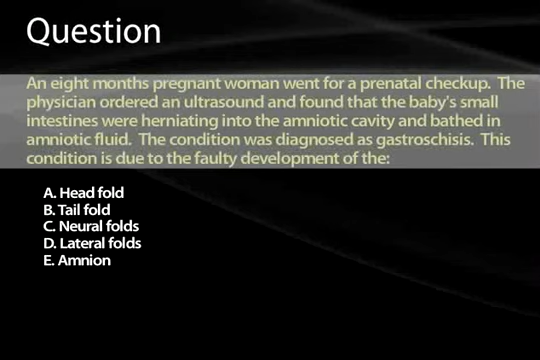 Question
An eight months pregnant woman went for a prenatal checkup.  The
physician ordered an ultrasound and found that the baby's small
intestines were herniating into the amniotic cavity and bathed in
amniotic fluid.  The condition was diagnosed as gastroschisis.  This
condition is due to the faulty development of the:
A. Head fold
B. Tail fold
C. Neural folds
D. Lateral folds
E. Amnion